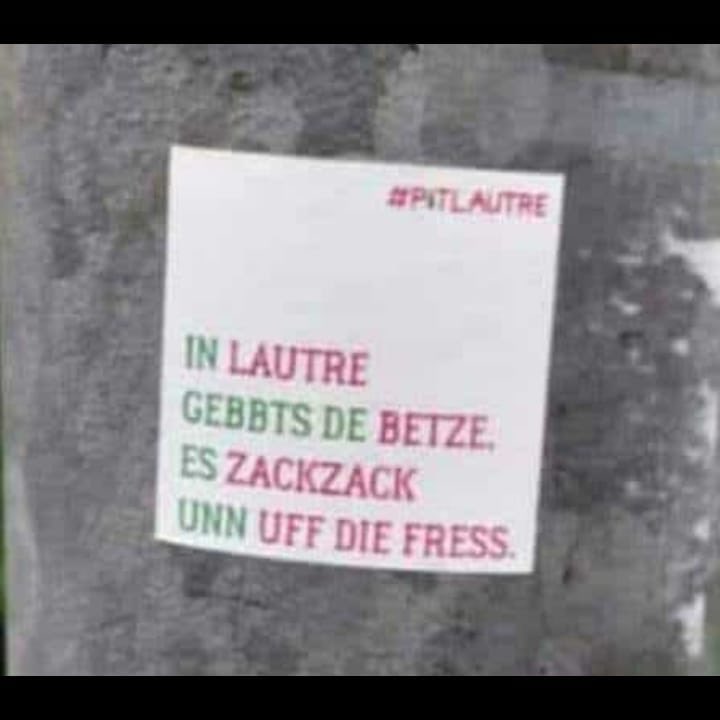 #PITLAUTRE
IN LAUTRE
GEBBTS DE BETZE.
ES ZACKZACK
UNN UFF DIE FRESS.